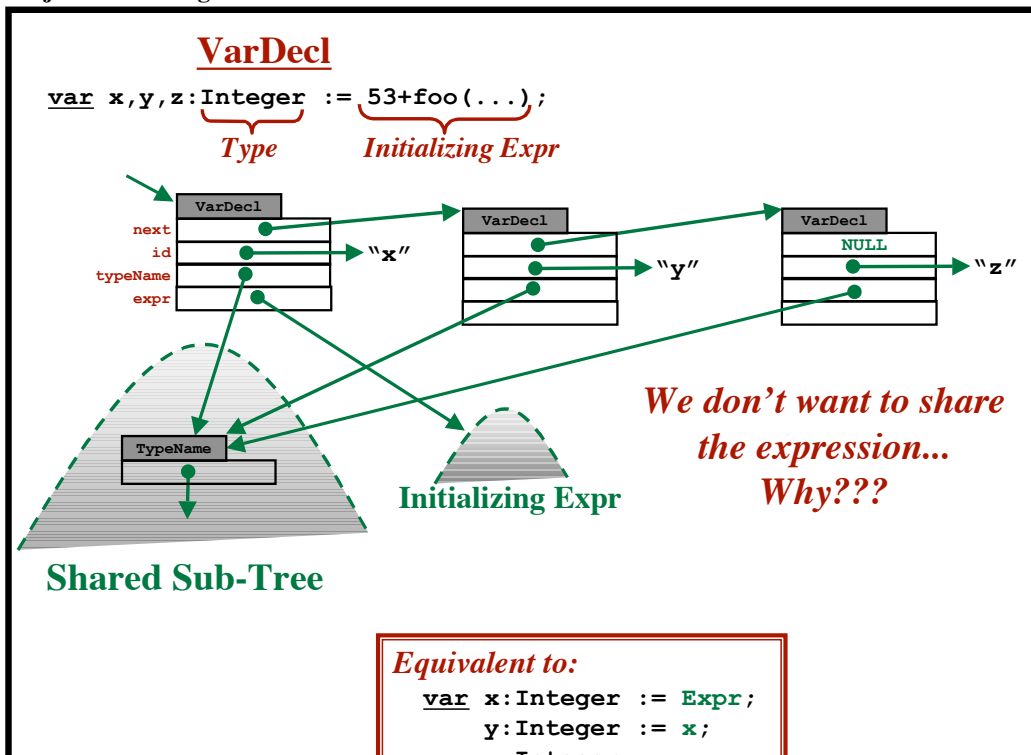 VarDecl
var x,y,z:Integer := 53+foo(...);
Type Initializing Expr
VarDecl VarDecl VarDecl
next NULL
id “x” “y” “z”
typeName
expr
We don’t want to share
the expression...
Why???
TypeName
Initializing Expr
Shared Sub-Tree
Equivalent to:
var x:Integer := Expr;
y:Integer := x;